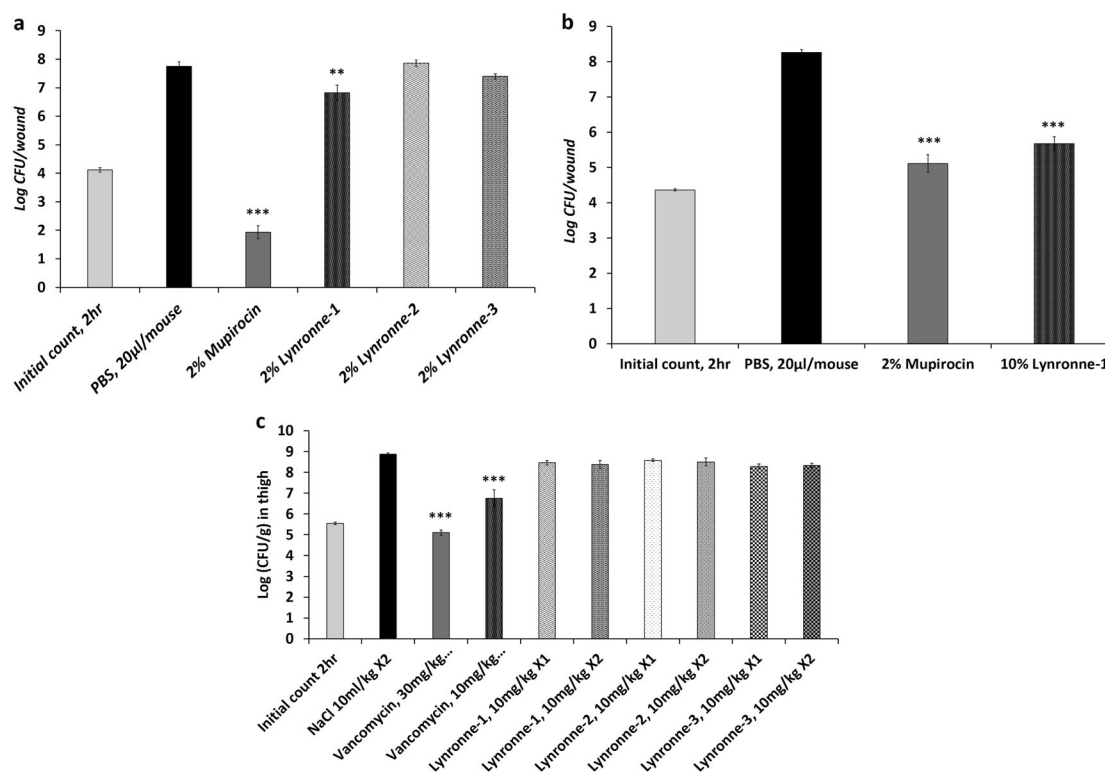 a
Log CFU/wound
9
8
7
6
5
4
3
2
1
0
***
**
Initial count, 2hr
PBS, 20µl/mouse
2% Mupirocin
2% Lynronne-1
2% Lynronne-2
2% Lynronne-3
b
Log CFU/wound
9
8
7
6
5
4
3
2
1
0
***
***
Initial count, 2hr
PBS, 20µl/mouse
2% Mupirocin
10% Lynronne-1
c
Log (CFU/g) in thigh
10
9
8
7
6
5
4
3
2
1
0
***
***
Initial count 2hr
NaCl 10ml/kg X2
Vancomycin, 30mg/kg...
Vancomycin, 10mg/kg...
Lynronne-1, 10mg/kg X1
Lynronne-1, 10mg/kg X2
Lynronne-2, 10mg/kg X1
Lynronne-2, 10mg/kg X2
Lynronne-3, 10mg/kg X1
Lynronne-3, 10mg/kg X2